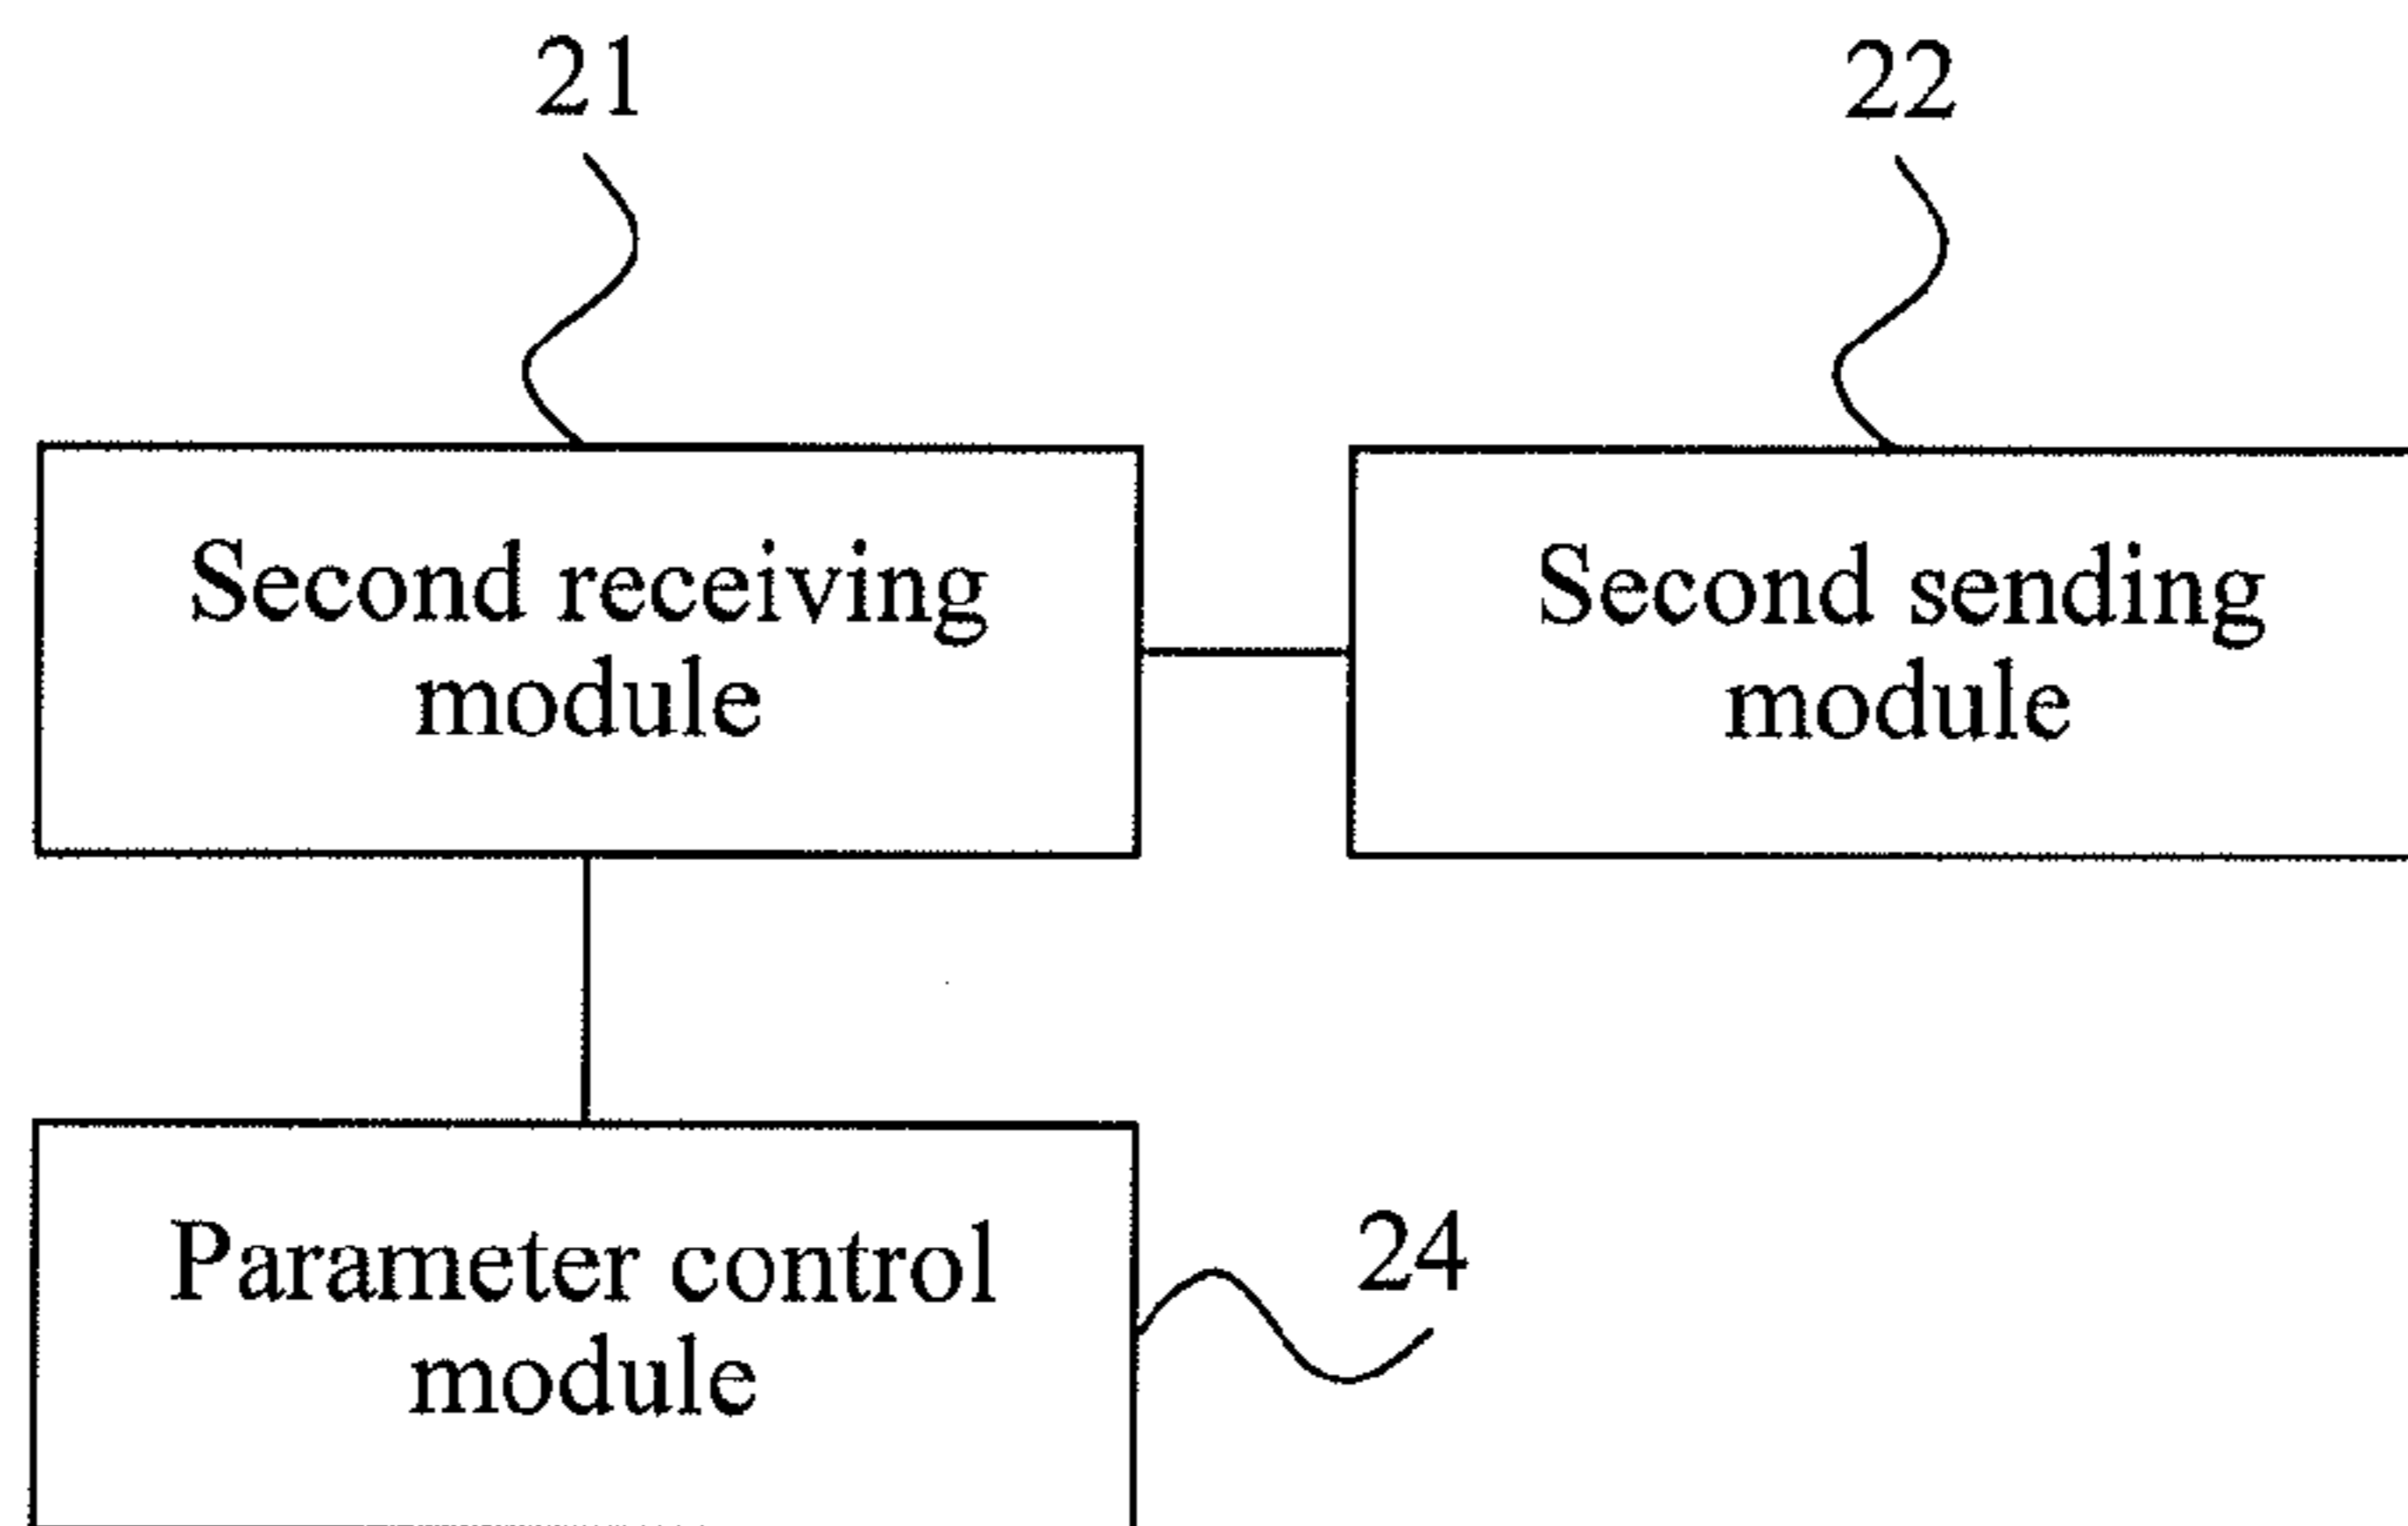 21
22
Second receiving
module
Second sending
module
Parameter control
module
24